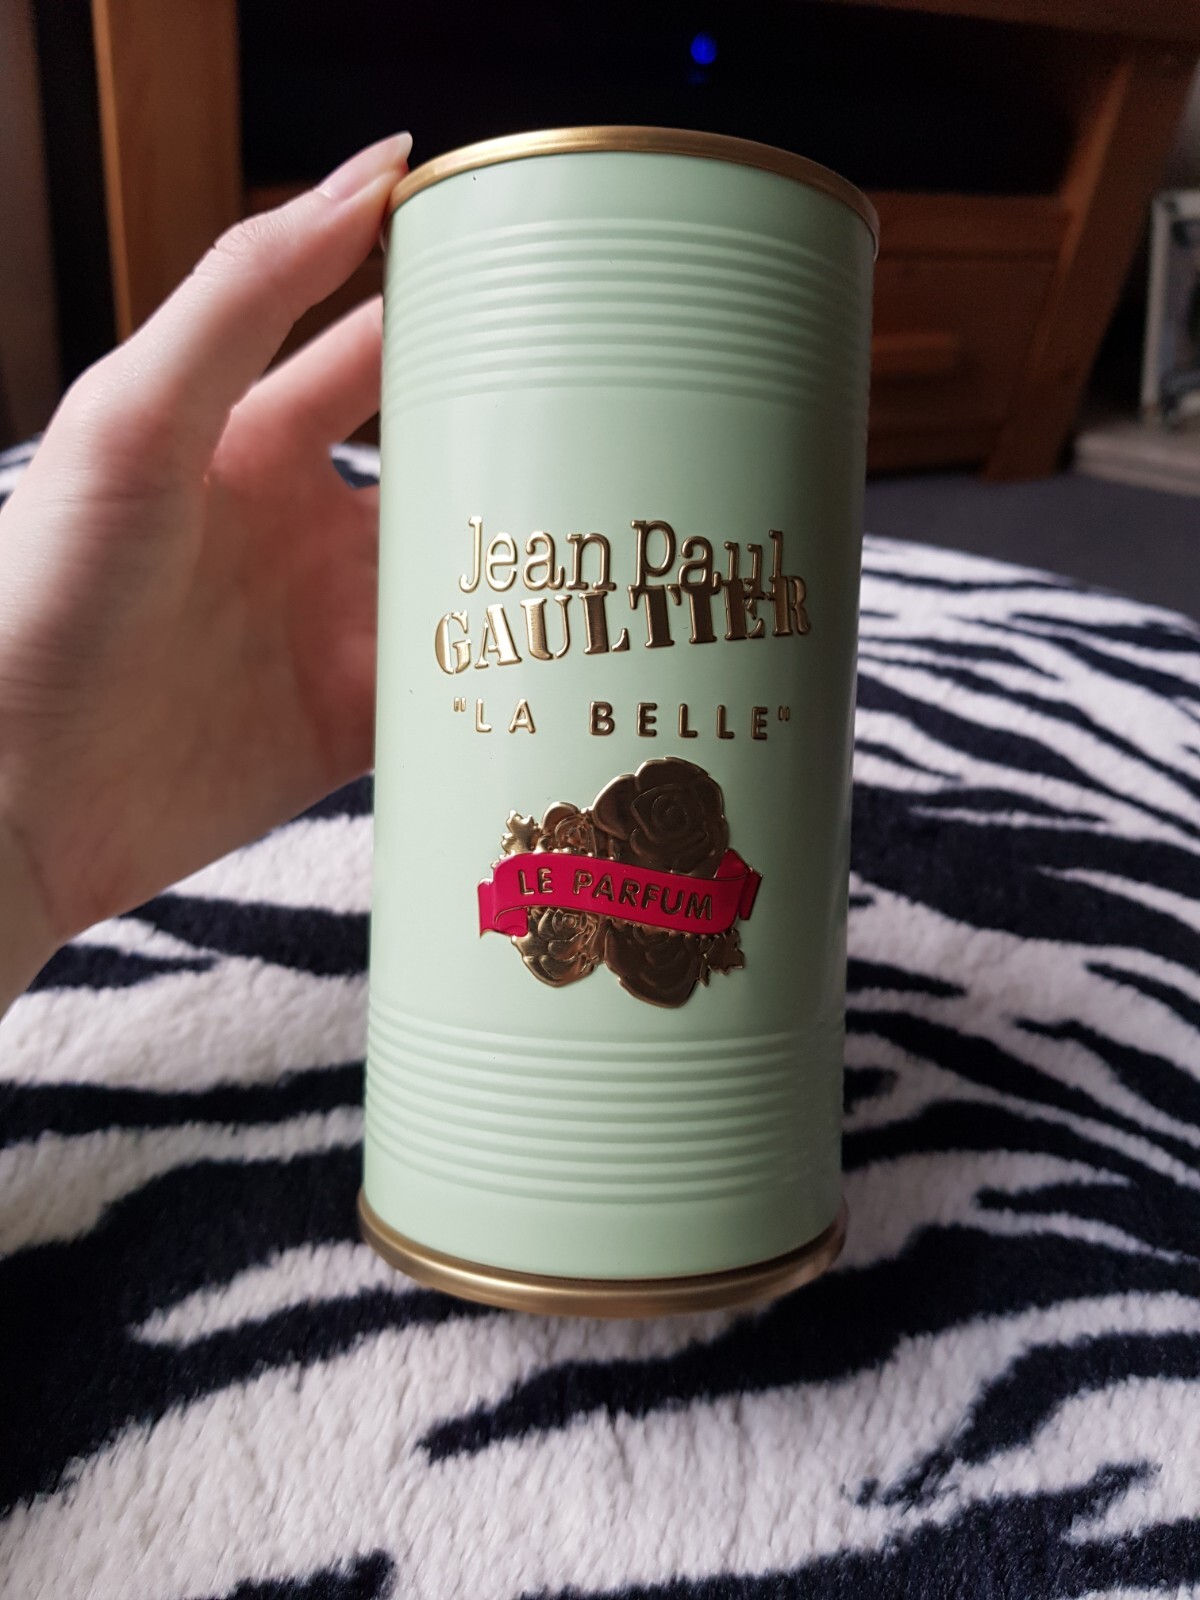 Jean Paul
GAULTIER
"LA BELLE"
LE PARFUM